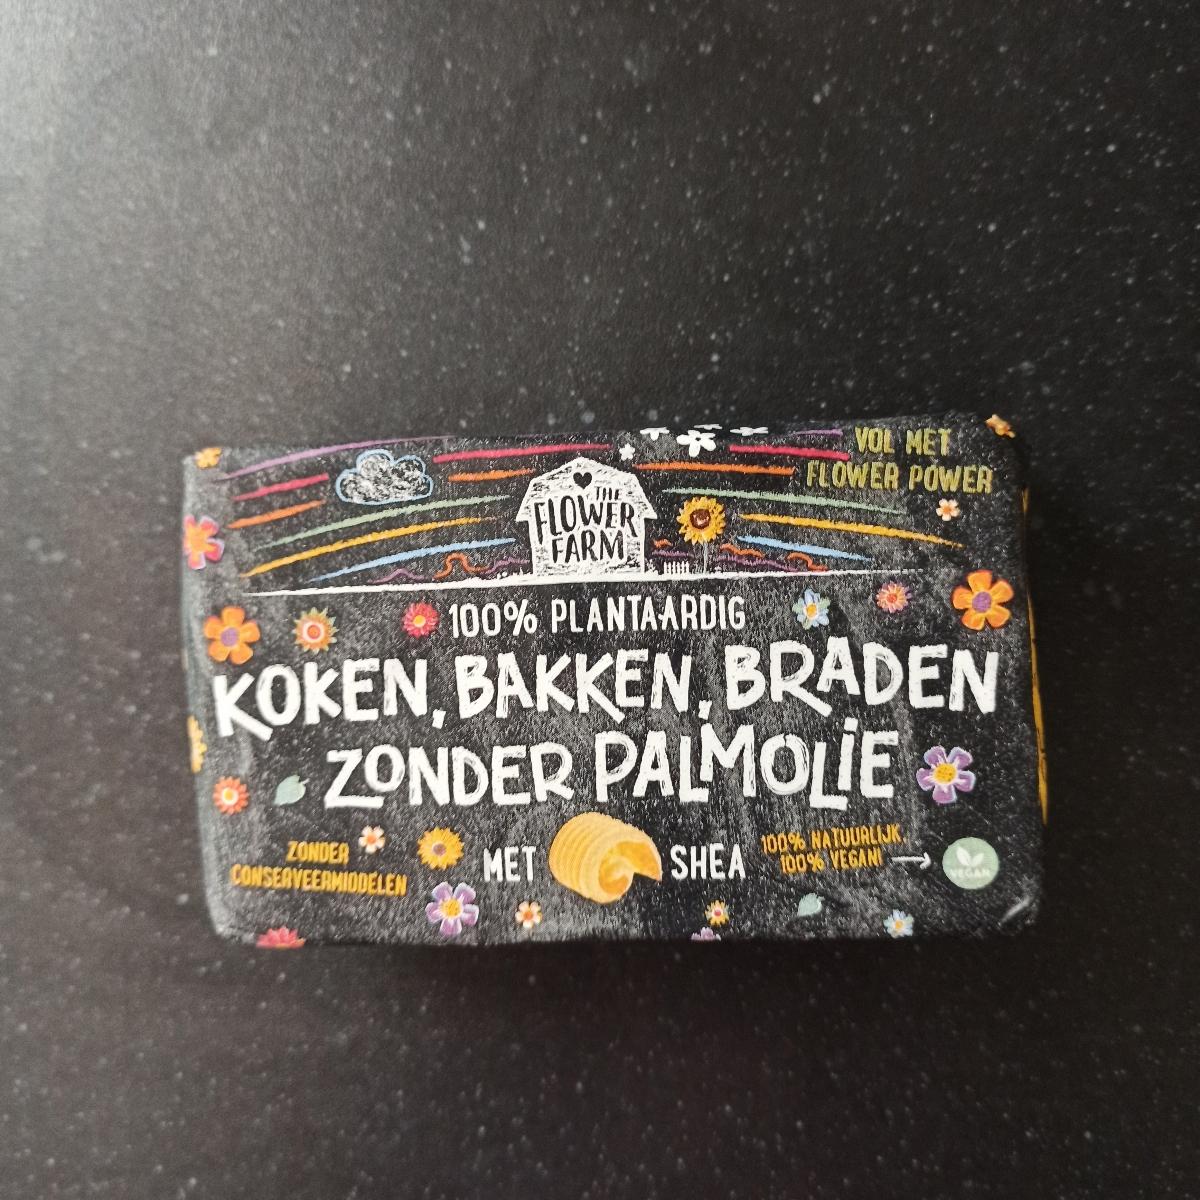 VOL MET
FLOWER POWER
THE
FLOWER
FARM
100% PLANTAARDIG
KOKEN, BAKKEN, BRADEN
ZONDER PALMOLIE
ZONDER
CONSERVEERMIDDELEN
MET SHEA
100% NATUURLIJK,
100% VEGAN!
VEGAN